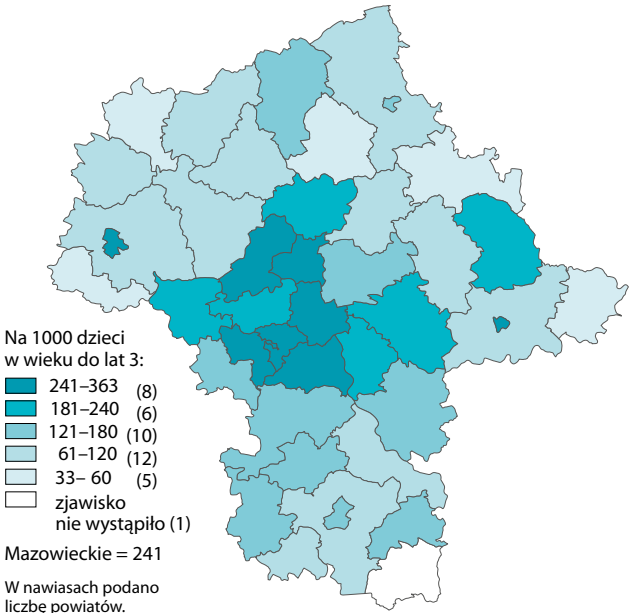 Na 1000 dzieci
w wieku do lat 3:
241–363 (8)
181–240 (6)
121–180 (10)
61–120 (12)
33– 60 (5)
zjawisko
nie wystąpiło (1)
Mazowieckie = 241
W nawiasach podano
liczbę powiatów.